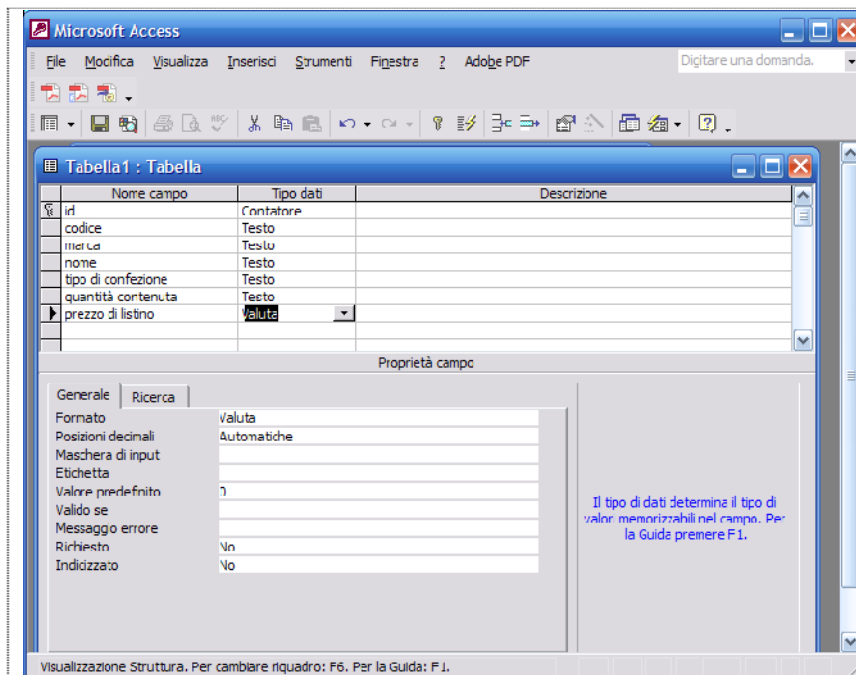 Microsoft Access
File Modifica Visualizza Inserisci Strumenti Finestra ? Adobe PDF Digitare una domanda.
Tabella1 : Tabella
Nome campo Tipo dati Descrizione
id Contatore
codice Testo
marca Testo
nome Testo
tipo di confezione Testo
quantità contenuta Testo
prezzo di listino Valuta
Proprietà campo
Generale Ricerca
Formato Valuta
Posizioni decimali Automatiche
Maschera di input
Etichetta
Valore predefinito 0
Valido se
Messaggio errore
Richiesto No
Indicizzato No
Il tipo di dati determina il tipo di
valori memorizzabili nel campo. Per
la Guida premere F1.
Visualizzazione Struttura. Per cambiare riquadro: F6. Per la Guida: F1.